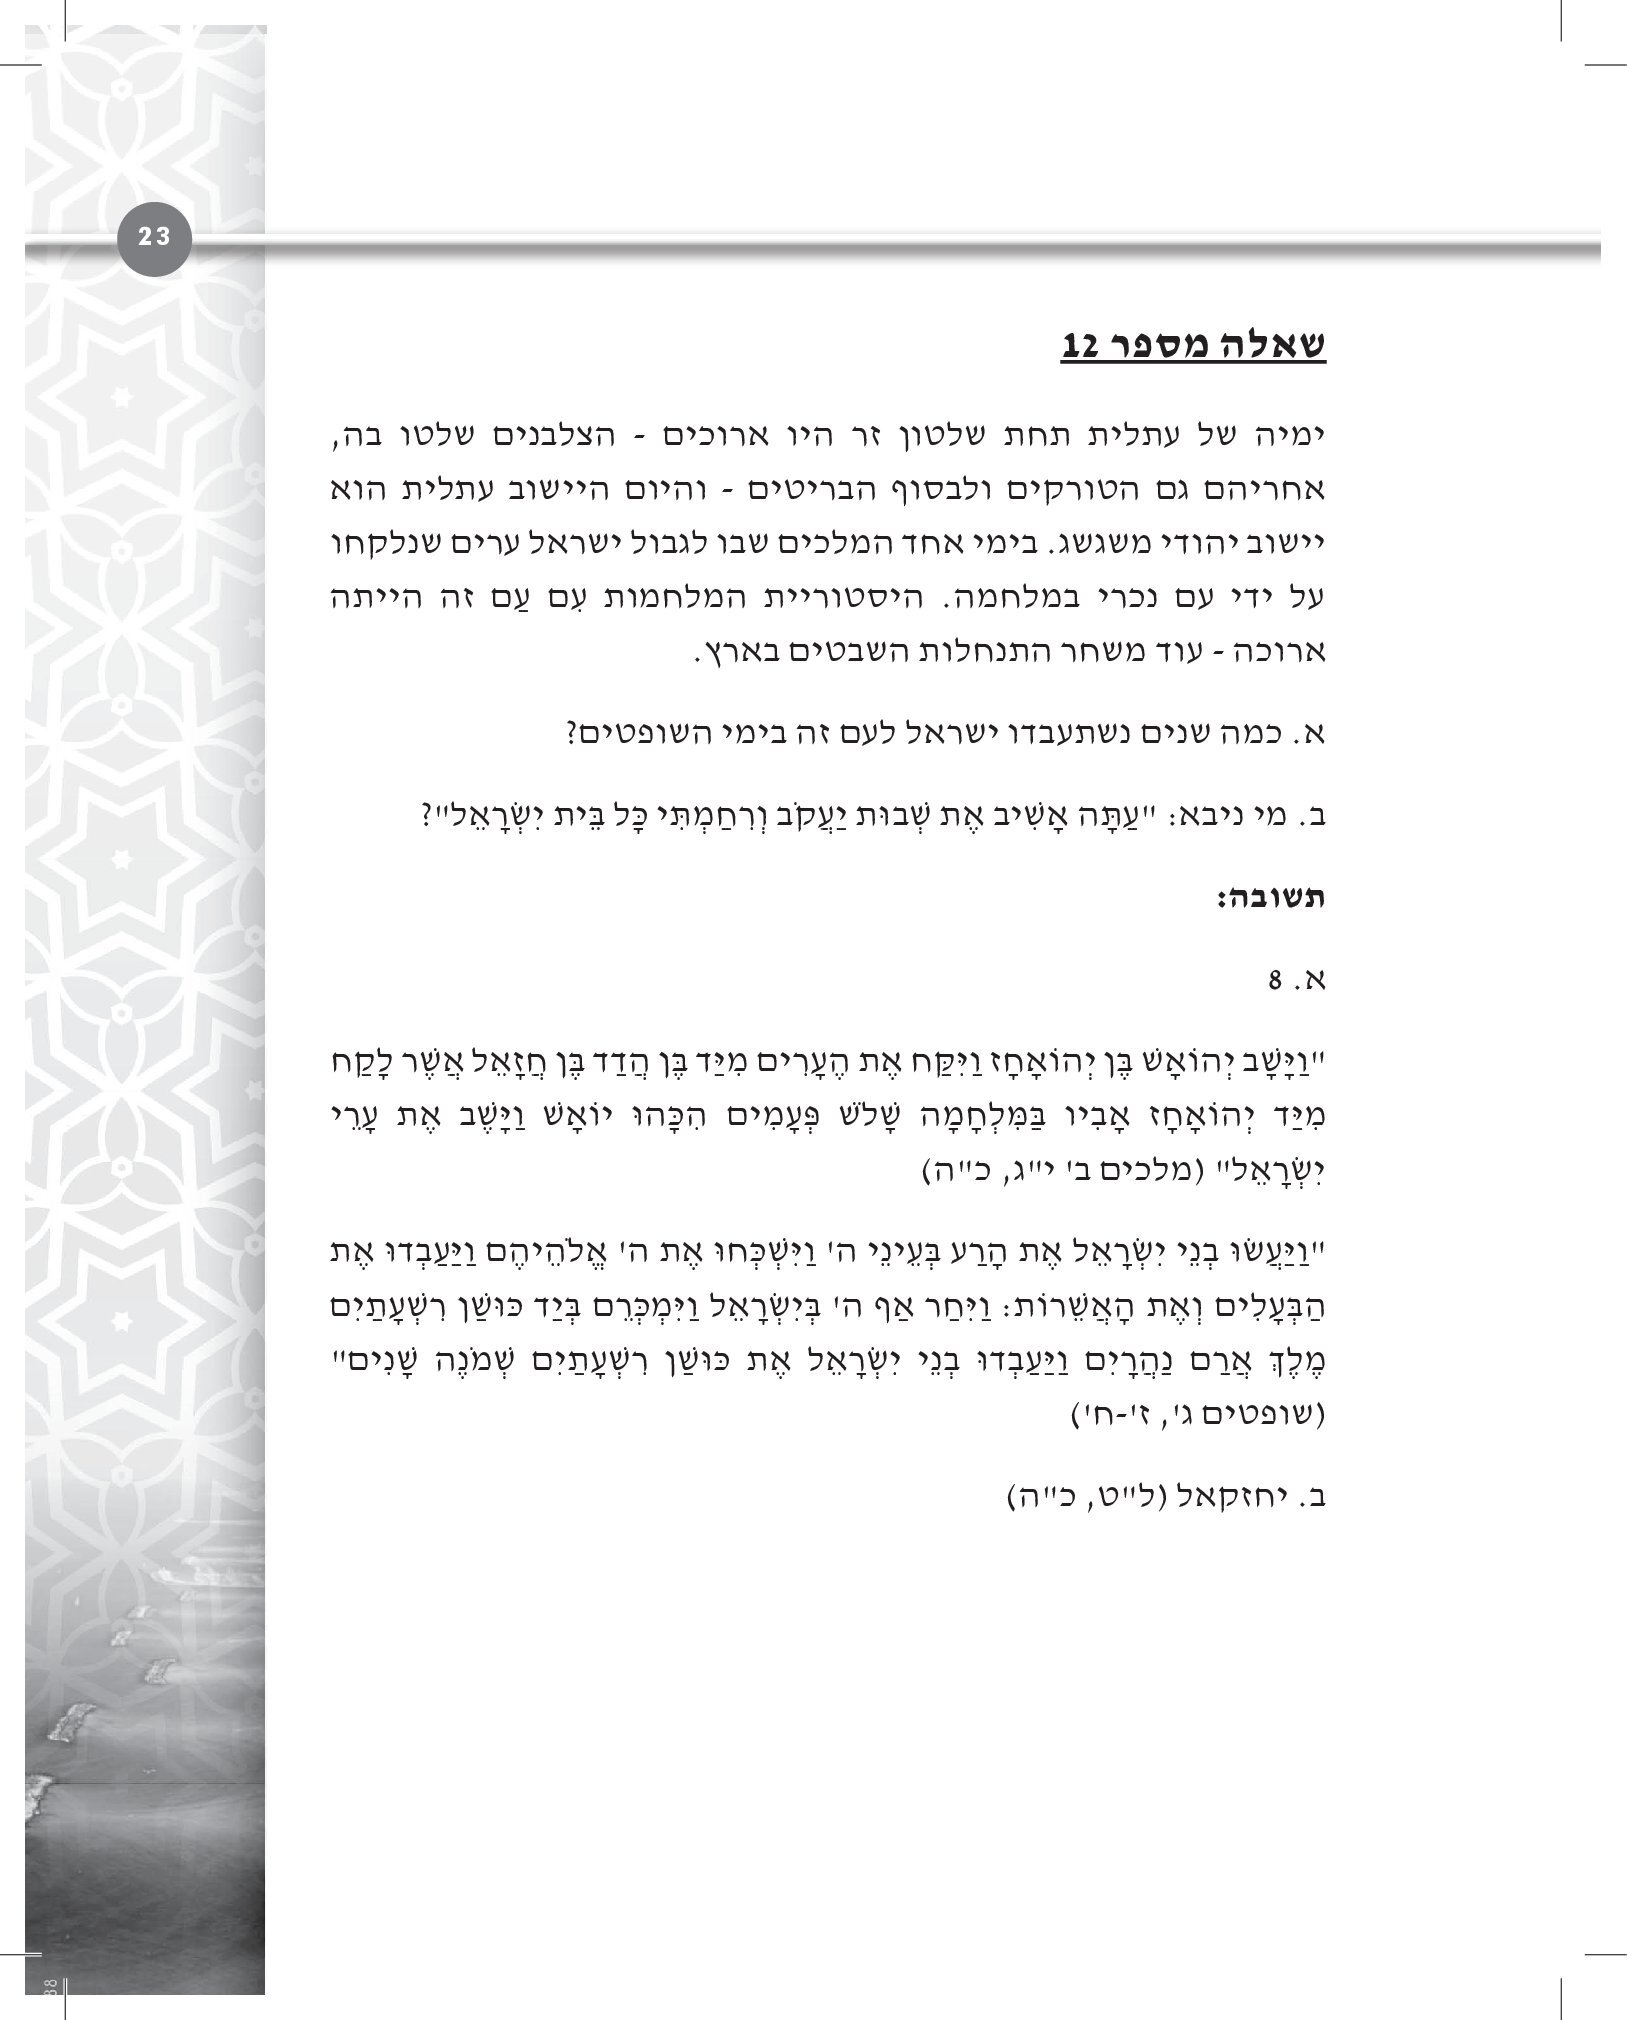 23
שאלה מספר 12
ימיה של עתלית תחת שלטון זר היו ארוכים - הצלבנים שלטו בה,
אחריהם גם הטורקים ולבסוף הבריטים - והיום היישוב עתלית הוא
יישוב יהודי משגשג. בימי אחד המלכים שבו לגבול ישראל ערים שנלקחו
על ידי עם נכרי במלחמה. היסטוריית המלחמות עִם עַם זה הייתה
ארוכה - עוד משחר התנחלות השבטים בארץ.
א. כמה שנים נשתעבדו ישראל לעם זה בימי השופטים?
ב. מי ניבא: "עַתָּה אָשִׁיב אֶת שְׁבוּת יַעֲקֹב וְרִחַמְתִּי כָּל בֵּית יִשְׂרָאֵל"?
תשובה:
א. 8
"וַיָּשָׁב יְהוֹאָשׁ בֶּן יְהוֹאָחָז וַיִּקַּח אֶת הֶעָרִים מִיַּד בֶּן הֲדַד בֶּן חֲזָאֵל אֲשֶׁר לָקַח
מִיַּד יְהוֹאָחָז אָבִיו בַּמִּלְחָמָה שָׁלֹשׁ פְּעָמִים הִכָּהוּ יוֹאָשׁ וַיָּשֶׁב אֶת עָרֵי
יִשְׂרָאֵל" (מלכים ב' י"ג, כ"ה)
"וַיַּעֲשׂוּ בְנֵי יִשְׂרָאֵל אֶת הָרַע בְּעֵינֵי ה' וַיִּשְׁכְּחוּ אֶת ה' אֱלֹהֵיהֶם וַיַּעַבְדוּ אֶת
הַבְּעָלִים וְאֶת הָאֲשֵׁרוֹת: וַיִּחַר אַף ה' בְּיִשְׂרָאֵל וַיִּמְכְּרֵם בְּיַד כּוּשַׁן רִשְׁעָתַיִם
מֶלֶךְ אֲרַם נַהֲרָיִם וַיַּעַבְדוּ בְנֵי יִשְׂרָאֵל אֶת כּוּשַׁן רִשְׁעָתַיִם שְׁמֹנֶה שָׁנִים"
(שופטים ג', ז'-ח')
ב. יחזקאל (ל"ט, כ"ה)